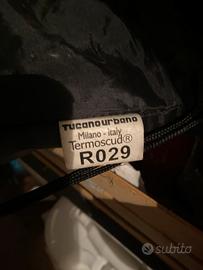 Tucanourbano
Milano - italy
Termoscud®
R029
subito